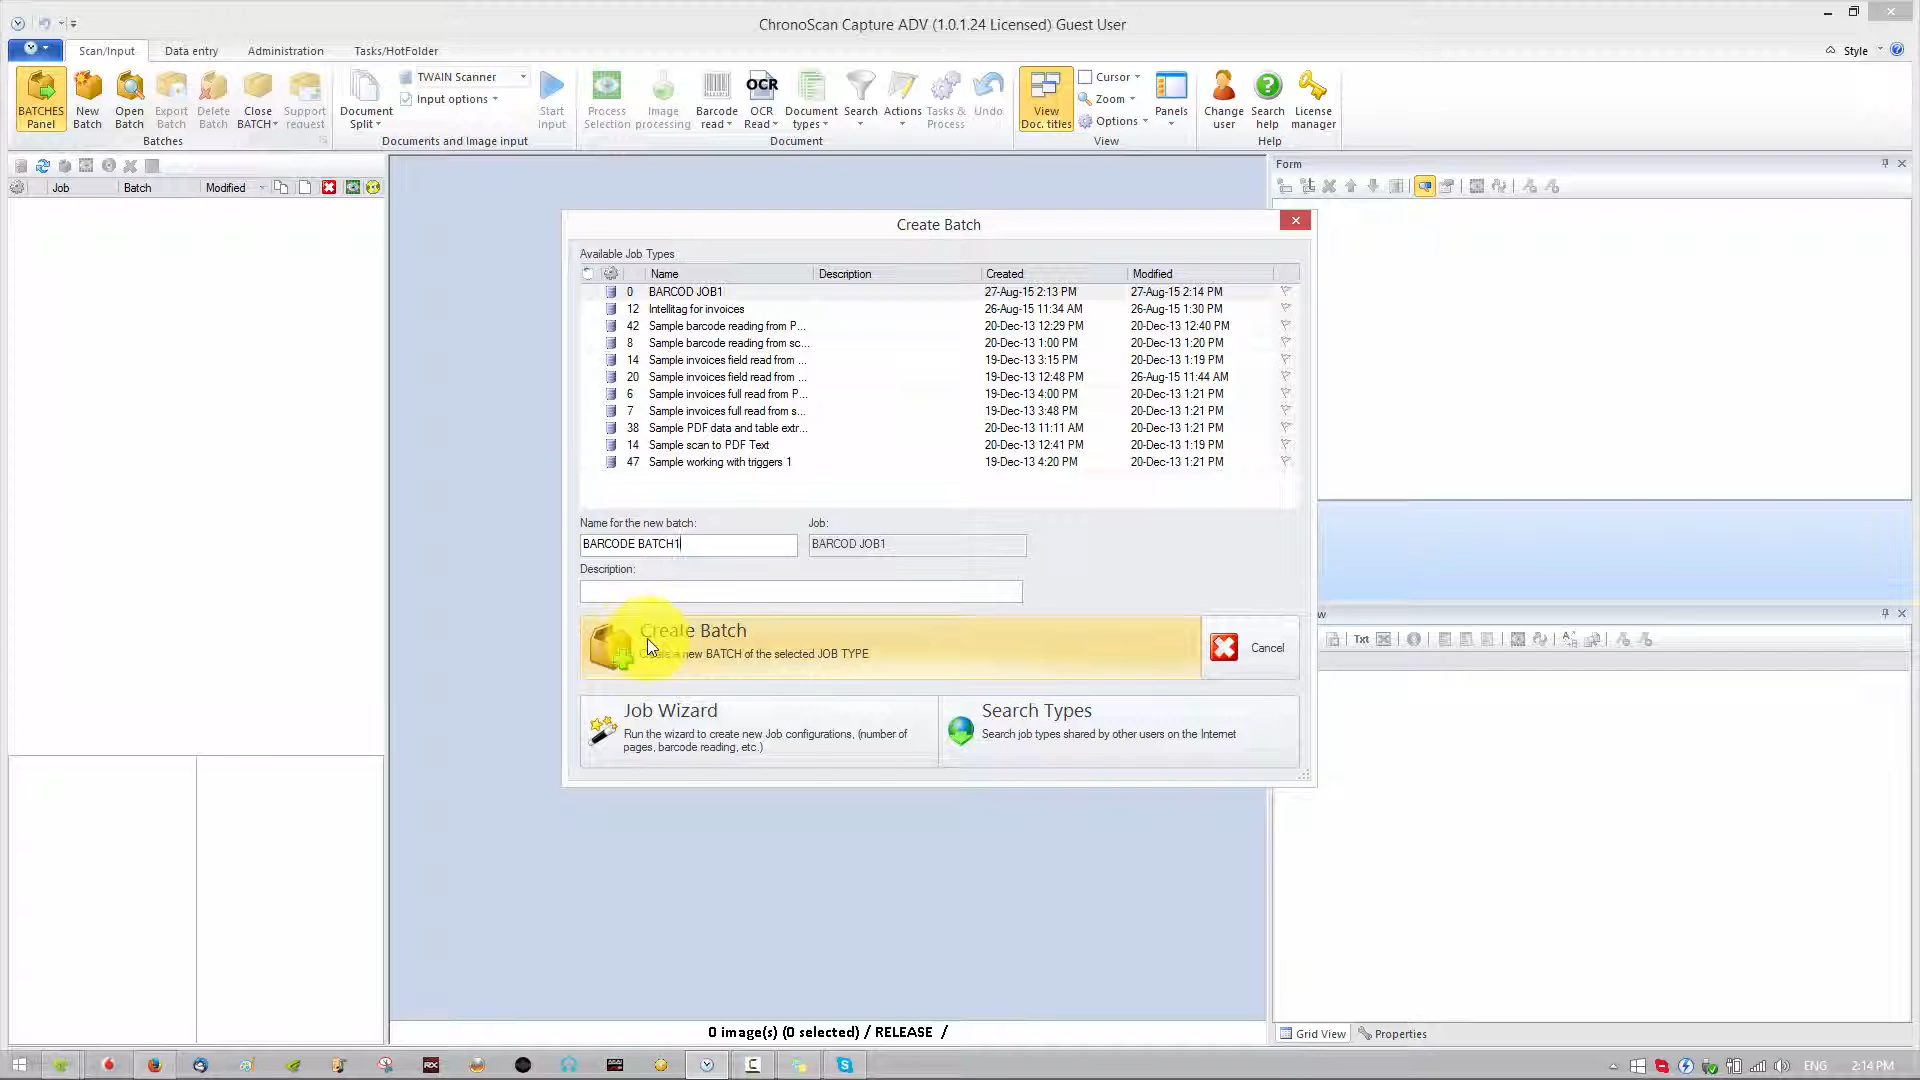 ChronoScan Capture ADV (1.0.1.24 Licensed) Guest User
Scan/Input Data entry Administration Tasks/HotFolder Style
BATCHES Panel New Batch Open Batch Export Batch Delete Batch Close BATCH Support request
Batches
Document Split TWAIN Scanner Input options Start Input
Documents and Image input
Process Selection Image processing Barcode read OCR OCR Read Document types Search Actions Tasks & Process Undo
Document
View Doc. titles Cursor Zoom Options Panels
View
Change user Search help License manager
Help
Job Batch Modified
Form
Create Batch
Available Job Types
Name Description Created Modified
0 BARCOD JOB1 27-Aug-15 2:13 PM 27-Aug-15 2:14 PM
12 Intellitag for invoices 26-Aug-15 11:34 AM 26-Aug-15 1:30 PM
42 Sample barcode reading from P... 20-Dec-13 12:29 PM 20-Dec-13 12:40 PM
8 Sample barcode reading from sc... 20-Dec-13 1:00 PM 20-Dec-13 1:20 PM
14 Sample invoices field read from ... 19-Dec-13 3:15 PM 20-Dec-13 1:19 PM
20 Sample invoices field read from ... 19-Dec-13 12:48 PM 26-Aug-15 11:44 AM
6 Sample invoices full read from P... 19-Dec-13 4:00 PM 20-Dec-13 1:21 PM
7 Sample invoices full read from s... 19-Dec-13 3:48 PM 20-Dec-13 1:21 PM
38 Sample PDF data and table extr... 20-Dec-13 11:11 AM 20-Dec-13 1:21 PM
14 Sample scan to PDF Text 20-Dec-13 12:41 PM 20-Dec-13 1:19 PM
47 Sample working with triggers 1 19-Dec-13 4:20 PM 20-Dec-13 1:21 PM
Name for the new batch: Job:
BARCODE BATCH1 BARCOD JOB1
Description:
Create Batch
Create a new BATCH of the selected JOB TYPE
Cancel
Job Wizard
Run the wizard to create new Job configurations, (number of
pages, barcode reading, etc.)
Search Types
Search job types shared by other users on the Internet
w
Txt
0 image(s) (0 selected) / RELEASE /
Grid View Properties
ENG 2:14 PM